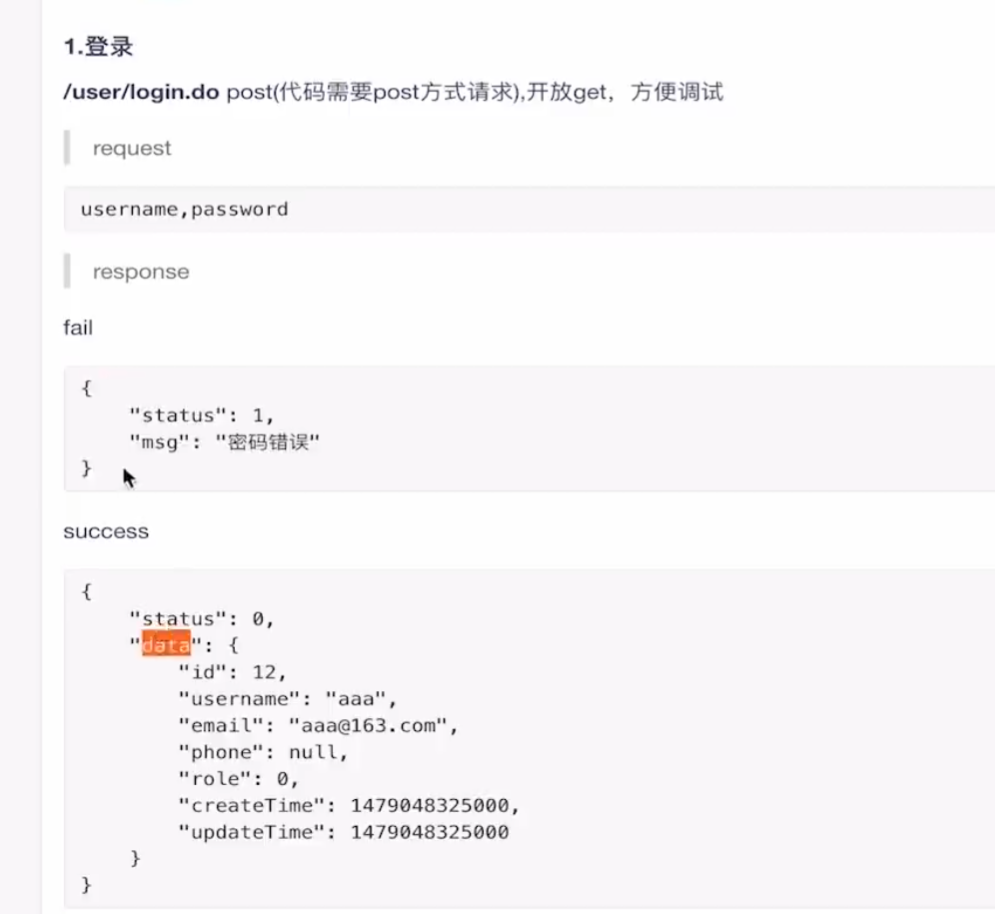 1.登录
/user/login.do post(代码需要post方式请求),开放get，方便调试
request
username,password
response
fail
{
"status": 1,
"msg": "密码错误"
}
success
{
"status": 0,
"data": {
"id": 12,
"username": "aaa",
"email": "aaa@163.com",
"phone": null,
"role": 0,
"createTime": 1479048325000,
"updateTime": 1479048325000
}
}